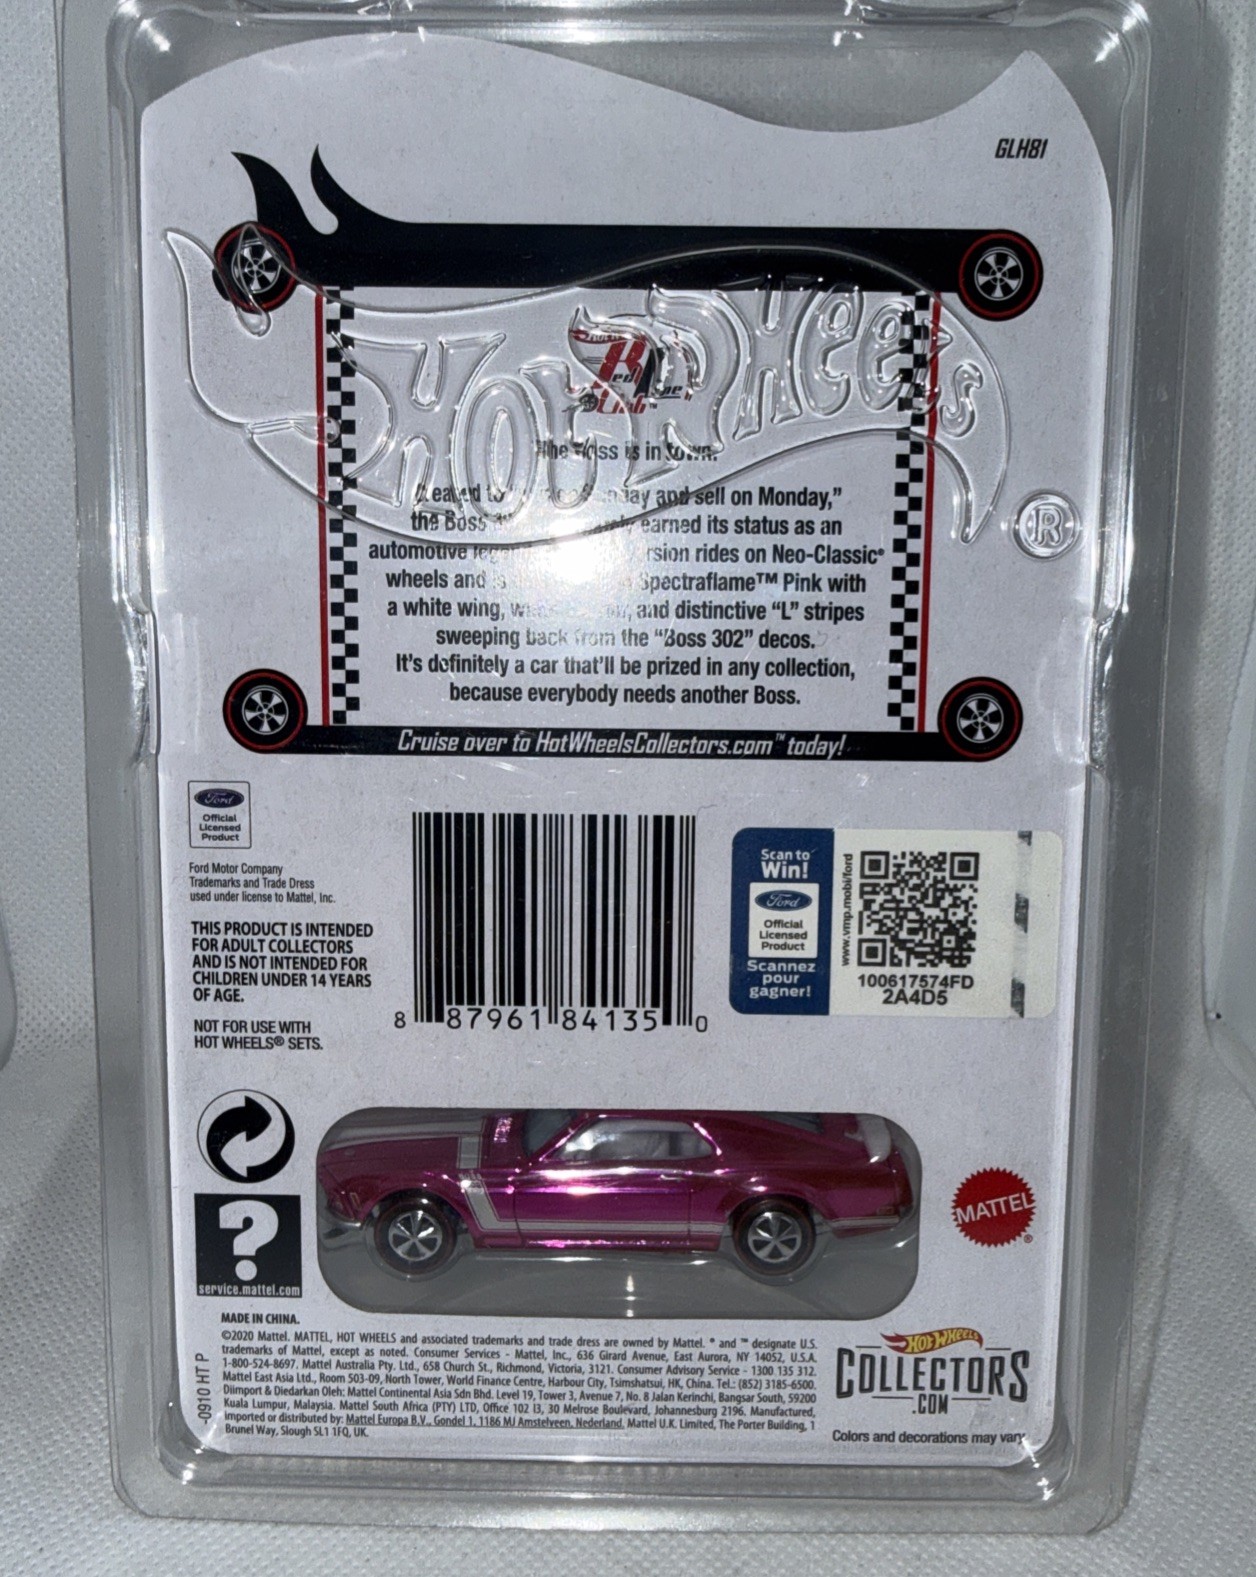 GLH81
HOT WHEELS
®
Red Line
Club™
The Boss is in town.
to and sell on Monday,”
the Boss earned its status as an
automotive rides on Neo-Classic®
wheels and Spectraflame™ Pink with
a white wing, and distinctive “L” stripes
sweeping back from the “Boss 302” decos.
It’s definitely a car that’ll be prized in any collection,
because everybody needs another Boss.
Cruise over to HotWheelsCollectors.com™ today!
Ford
Official
Licensed
Product
Ford Motor Company
Trademarks and Trade Dress
used under license to Mattel, Inc.
THIS PRODUCT IS INTENDED
FOR ADULT COLLECTORS
AND IS NOT INTENDED FOR
CHILDREN UNDER 14 YEARS
OF AGE.
NOT FOR USE WITH
HOT WHEELS® SETS.
8 87961 84135 0
Scan to
Win!
Ford
Official
Licensed
Product
Scannez
pour
gagner!
www.vmp.mobi/ford
100617574FD
2A4D5
?
service.mattel.com
MATTEL
®
MADE IN CHINA.
©2020 Mattel. MATTEL, HOT WHEELS and associated trademarks and trade dress are owned by Mattel. ® and ™ designate U.S.
trademarks of Mattel, except as noted. Consumer Services - Mattel, Inc., 636 Girard Avenue, East Aurora, NY 14052, U.S.A.
1-800-524-8697. Mattel Australia Pty. Ltd., 658 Church St., Richmond, Victoria, 3121. Consumer Advisory Service - 1300 135 312.
Mattel East Asia Ltd., Room 503-09, North Tower, World Finance Centre, Harbour City, Tsimshatsui, HK, China. Tel.: (852) 3185-6500.
Diimport & Diedarkan Oleh: Mattel Continental Asia Sdn Bhd. Level 19, Tower 3, Avenue 7, No. 8 Jalan Kerinchi, Bangsar South, 59200
Kuala Lumpur, Malaysia. Mattel South Africa (PTY) LTD, Office 102 I3, 30 Melrose Boulevard, Johannesburg 2196. Manufactured,
imported or distributed by: Mattel Europa B.V., Gondel 1, 1186 MJ Amstelveen, Nederland. Mattel U.K. Limited, The Porter Building, 1
Brunel Way, Slough SL1 1FQ, UK.
-0910 HT P
HOT WHEELS
COLLECTORS
.COM
Colors and decorations may vary.